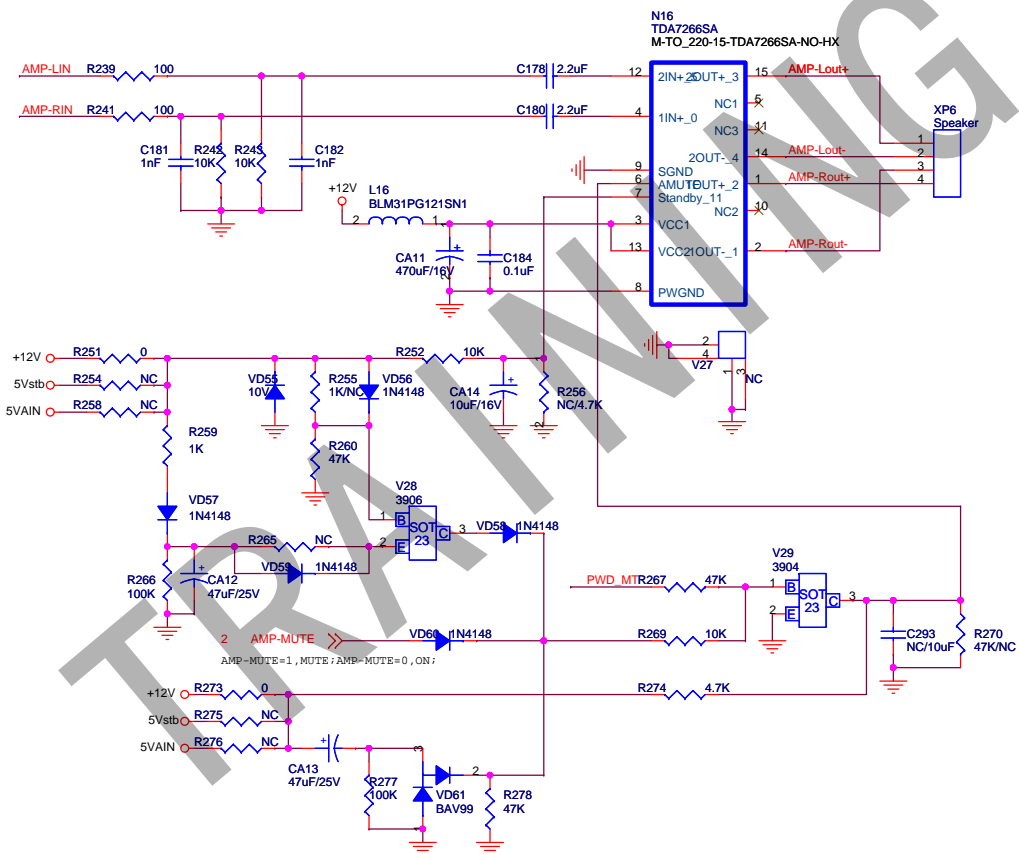 N16
TDA7266SA
M-TO_220-15-TDA7266SA-NO-HX
AMP-LIN R239 100 C178 2.2uF 12 2IN+_5 2OUT+_3 15 AMP-Lout+
NC1 5
AMP-RIN R241 100 C180 2.2uF 4 1IN+_0
NC3 11
XP6
Speaker
1
2
3
4
C181
1nF
R242
10K
R243
10K
C182
1nF
2OUT-_4 14 AMP-Lout-
9 SGND
6 AMUTE 1OUT+_2 1 AMP-Rout+
7 Standby_11
NC2 10
+12V
L16
BLM31PG121SN1
2 1
3 VCC1
13 VCC2 1OUT-_1 2 AMP-Rout-
8 PWGND
CA11
470uF/16V
1
2
C184
0.1uF
V27
2
4
1
3
NC
+12V R251 0
5Vstb R254 NC
5VAIN R258 NC
R252 10K
VD55
10V
R255
1K/NC
VD56
1N4148
CA14
10uF/16V
R256
NC/4.7K
1
2
R259
1K
R260
47K
VD57
1N4148
V28
3906
1 B
2 E
SOT
23
C 3
VD58 1N4148
R265 NC
VD59 1N4148
R266
100K
CA12
47uF/25V
V29
3904
1 B
2 E
SOT
23
C 3
PWD_MT R267 47K
2 AMP-MUTE VD60 1N4148 R269 10K
AMP-MUTE=1,MUTE;AMP-MUTE=0,ON;
C293
NC/10uF
R270
47K/NC
+12V R273 0
R274 4.7K
5Vstb R275 NC
5VAIN R276 NC
CA13
47uF/25V
R277
100K
3
2
1
VD61
BAV99
R278
47K
TRAINING